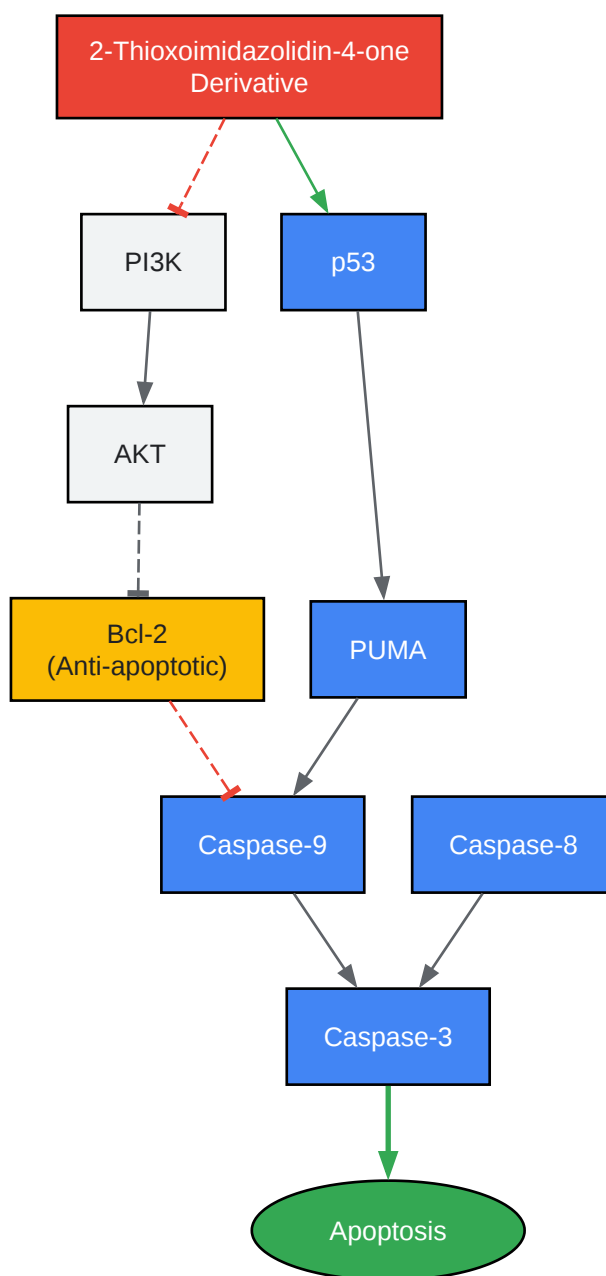 2-Thioxoimidazolidin-4-one
Derivative
PI3K
p53
AKT
Bcl-2
(Anti-apoptotic)
PUMA
Caspase-9
Caspase-8
Caspase-3
Apoptosis